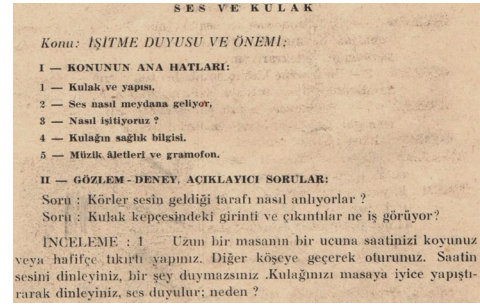 SES VE KULAK
Konu: İŞİTME DUYUSU VE ÖNEMİ:
I — KONUNUN ANA HATLARI:
1 — Kulak ve yapısı,
2 — Ses nasıl meydana geliyor,
3 — Nasıl işitiyoruz ?
4 — Kulağın sağlık bilgisi.
5 — Müzik âletleri ve gramofon.
II — GÖZLEM - DENEY, AÇIKLAYICI SORULAR:
Soru : Körler sesin geldiği tarafı nasıl anlıyorlar ?
Soru : Kulak kepçesindeki girinti ve çıkıntılar ne iş görüyor?
İNCELEME : 1 Uzun bir masanın bir ucuna saatinizi koyunuz
veya hafifçe tıkırtı yapınız. Diğer köşeye geçerek oturunuz. Saatin
sesini dinleyiniz, bir şey duymazsınız .Kulağınızı masaya iyice yapıştı-
rarak dinleyiniz, ses duyulur; neden ?